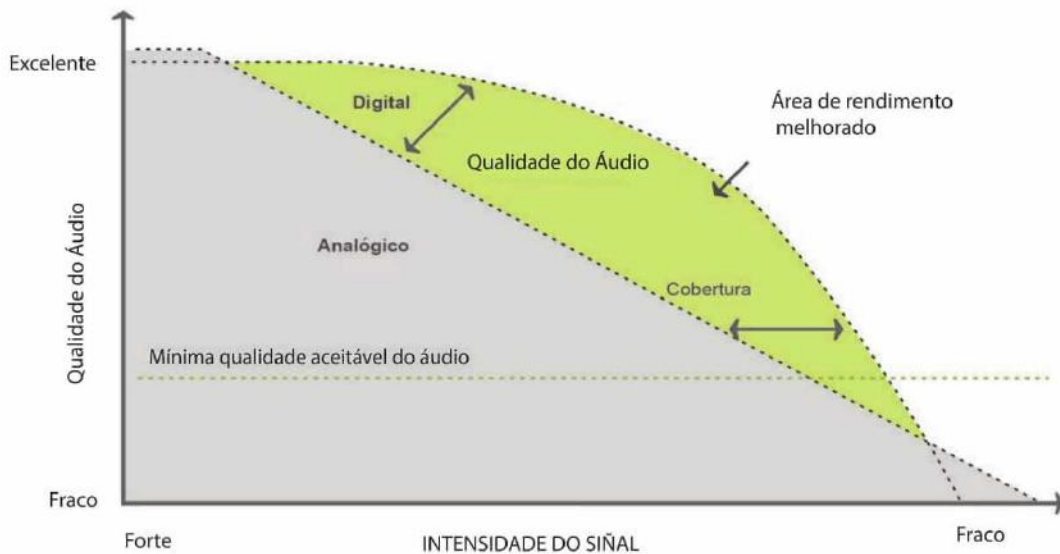 Excelente
Digital
Área de rendimento
melhorado
Qualidade do Áudio
Analógico
Cobertura
Qualidade do Áudio
Mínima qualidade aceitável do áudio
Fraco
Forte
INTENSIDADE DO SIÑAL
Fraco